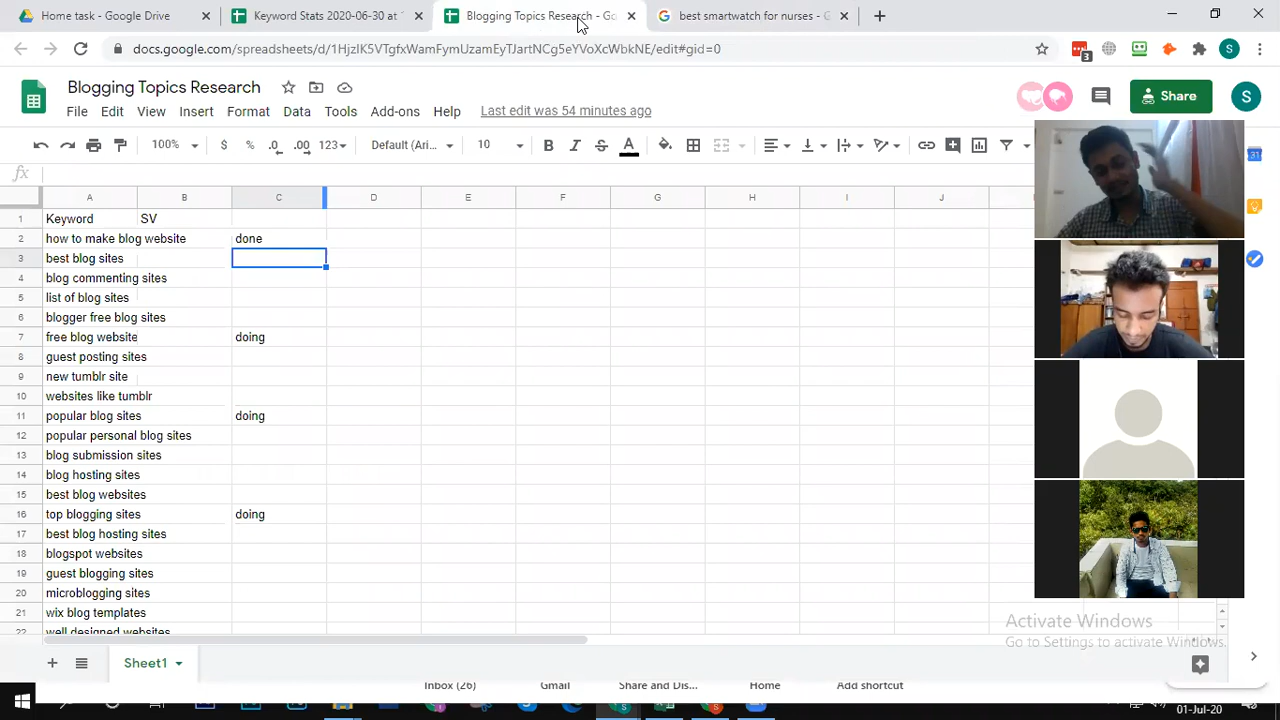 Home task - Google Drive
Keyword Stats 2020-06-30 at
Blogging Topics Research - Go
best smartwatch for nurses - G
docs.google.com/spreadsheets/d/1HjzIK5VTgfxWamFymUzamEyTJartNCg5eYVoXcWbkNE/edit#gid=0
3
S
Blogging Topics Research
File Edit View Insert Format Data Tools Add-ons Help Last edit was 54 minutes ago
Share
S
100% $ % .0 .00 123 Default (Ari... 10 B I S A
31
fx
A B C D E F G H I J
1 Keyword SV
2 how to make blog website done
3 best blog sites
4 blog commenting sites
5 list of blog sites
6 blogger free blog sites
7 free blog website doing
8 guest posting sites
9 new tumblr site
10 websites like tumblr
11 popular blog sites doing
12 popular personal blog sites
13 blog submission sites
14 blog hosting sites
15 best blog websites
16 top blogging sites doing
17 best blog hosting sites
18 blogspot websites
19 guest blogging sites
20 microblogging sites
21 wix blog templates
22 well designed websites
Activate Windows
Go to Settings to activate Windows.
Sheet1
Inbox (26) Gmail Share and Dis... Home Add shortcut
01-Jul-20